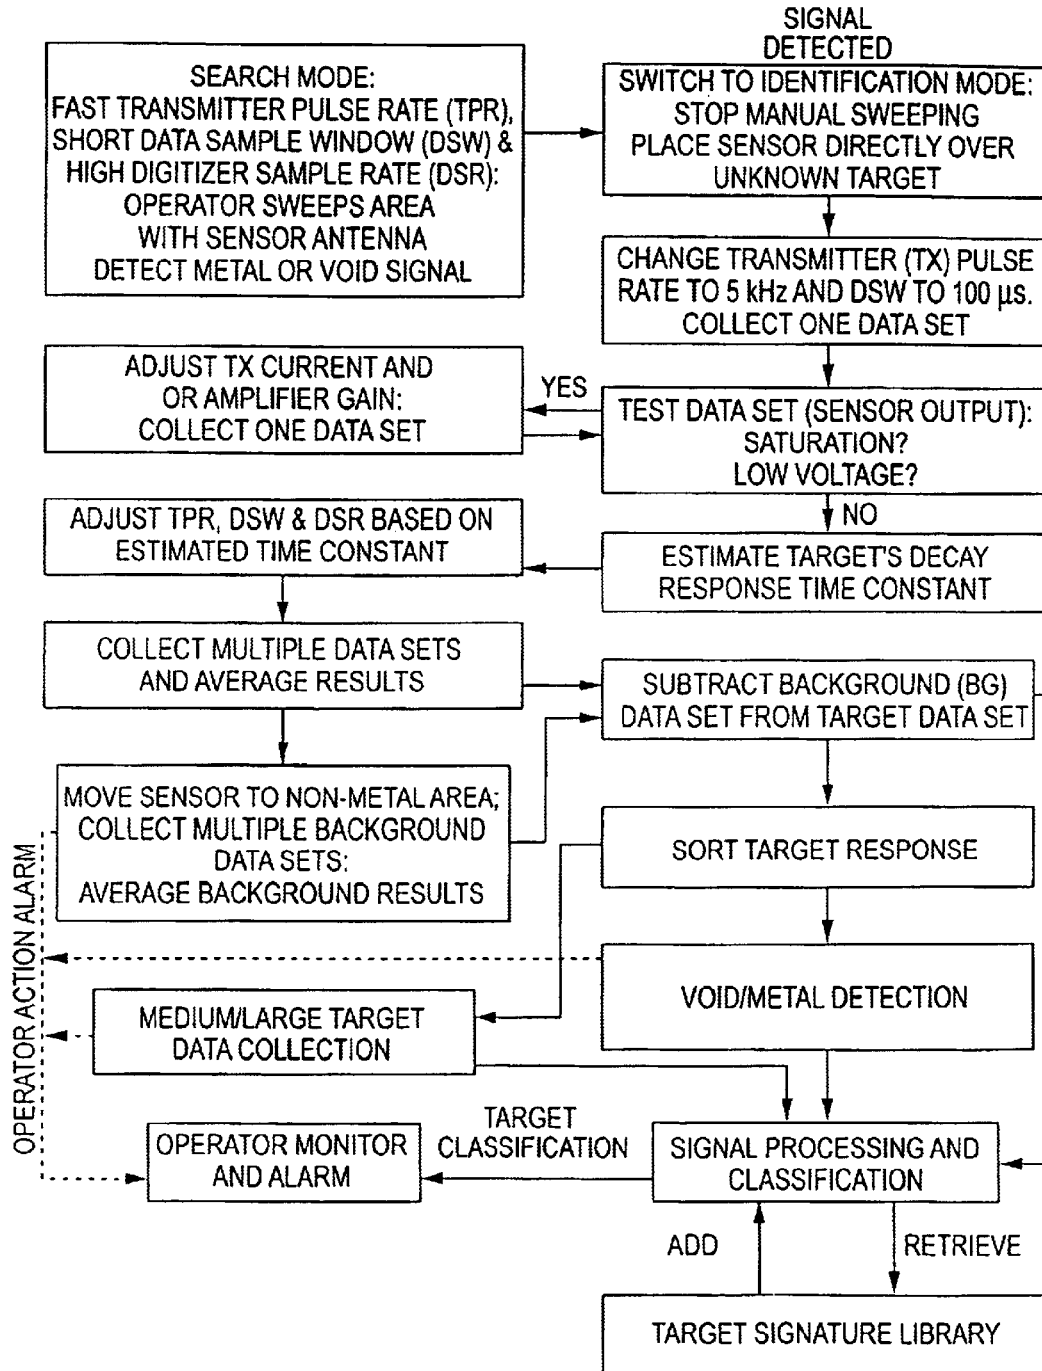 SIGNAL
DETECTED
SEARCH MODE:
FAST TRANSMITTER PULSE RATE (TPR),
SHORT DATA SAMPLE WINDOW (DSW) &
HIGH DIGITIZER SAMPLE RATE (DSR):
OPERATOR SWEEPS AREA
WITH SENSOR ANTENNA
DETECT METAL OR VOID SIGNAL
SWITCH TO IDENTIFICATION MODE:
STOP MANUAL SWEEPING
PLACE SENSOR DIRECTLY OVER
UNKNOWN TARGET
CHANGE TRANSMITTER (TX) PULSE
RATE TO 5 kHz AND DSW TO 100 µs.
COLLECT ONE DATA SET
ADJUST TX CURRENT AND
OR AMPLIFIER GAIN:
COLLECT ONE DATA SET
YES
TEST DATA SET (SENSOR OUTPUT):
SATURATION?
LOW VOLTAGE?
NO
ADJUST TPR, DSW & DSR BASED ON
ESTIMATED TIME CONSTANT
ESTIMATE TARGET'S DECAY
RESPONSE TIME CONSTANT
COLLECT MULTIPLE DATA SETS
AND AVERAGE RESULTS
SUBTRACT BACKGROUND (BG)
DATA SET FROM TARGET DATA SET
MOVE SENSOR TO NON-METAL AREA;
COLLECT MULTIPLE BACKGROUND
DATA SETS:
AVERAGE BACKGROUND RESULTS
SORT TARGET RESPONSE
OPERATOR ACTION ALARM
VOID/METAL DETECTION
MEDIUM/LARGE TARGET
DATA COLLECTION
OPERATOR MONITOR
AND ALARM
TARGET
CLASSIFICATION
SIGNAL PROCESSING AND
CLASSIFICATION
ADD
RETRIEVE
TARGET SIGNATURE LIBRARY